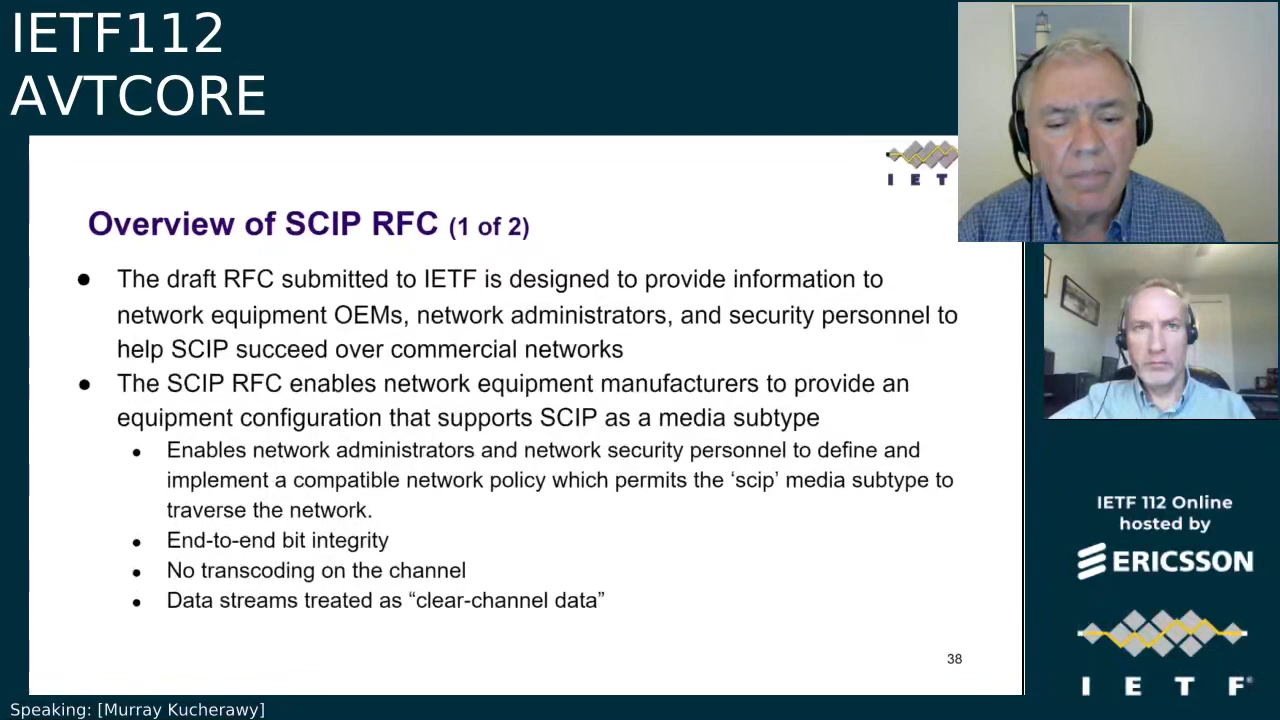 IETF112
AVTCORE
I E T
Overview of SCIP RFC (1 of 2)
● The draft RFC submitted to IETF is designed to provide information to
network equipment OEMs, network administrators, and security personnel to
help SCIP succeed over commercial networks
● The SCIP RFC enables network equipment manufacturers to provide an
equipment configuration that supports SCIP as a media subtype
● Enables network administrators and network security personnel to define and
implement a compatible network policy which permits the ‘scip’ media subtype to
traverse the network.
● End-to-end bit integrity
● No transcoding on the channel
● Data streams treated as “clear-channel data”
38
IETF 112 Online
hosted by
ERICSSON
I E T F®
Speaking: [Murray Kucherawy]